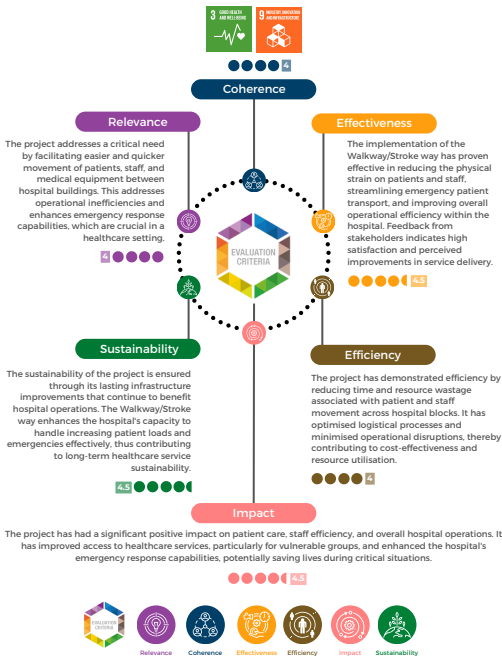 3 GOOD HEALTH
AND WELL-BEING
9 INDUSTRY, INNOVATION
AND INFRASTRUCTURE
4
Coherence
Relevance
The project addresses a critical need
by facilitating easier and quicker
movement of patients, staff, and
medical equipment between
hospital buildings. This addresses
operational inefficiencies and
enhances emergency response
capabilities, which are crucial in a
healthcare setting.
4
Effectiveness
The implementation of the
Walkway/Stroke way has proven
effective in reducing the physical
strain on patients and staff,
streamlining emergency patient
transport, and improving overall
operational efficiency within the
hospital. Feedback from
stakeholders indicates high
satisfaction and perceived
improvements in service delivery.
4.5
EVALUATION
CRITERIA
Sustainability
The sustainability of the project is ensured
through its lasting infrastructure
improvements that continue to benefit
hospital operations. The Walkway/Stroke
way enhances the hospital's capacity to
handle increasing patient loads and
emergencies effectively, thus contributing
to long-term healthcare service
sustainability.
4.5
Efficiency
The project has demonstrated efficiency by
reducing time and resource wastage
associated with patient and staff
movement across hospital blocks. It has
optimised logistical processes and
minimised operational disruptions, thereby
contributing to cost-effectiveness and
resource utilisation.
4
Impact
The project has had a significant positive impact on patient care, staff efficiency, and overall hospital operations. It
has improved access to healthcare services, particularly for vulnerable groups, and enhanced the hospital's
emergency response capabilities, potentially saving lives during critical situations.
4.5
EVALUATION
CRITERIA
Relevance Coherence Effectiveness Efficiency Impact Sustainability